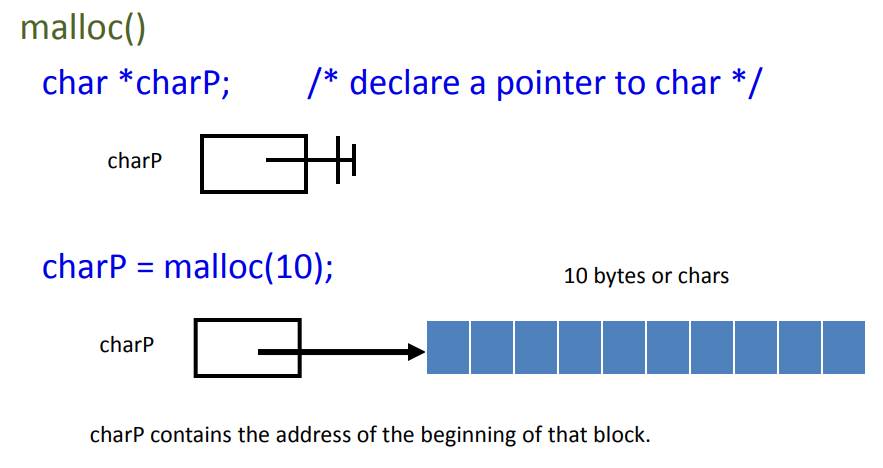 malloc()
char *charP; /* declare a pointer to char */
charP
charP = malloc(10);
10 bytes or chars
charP
charP contains the address of the beginning of that block.